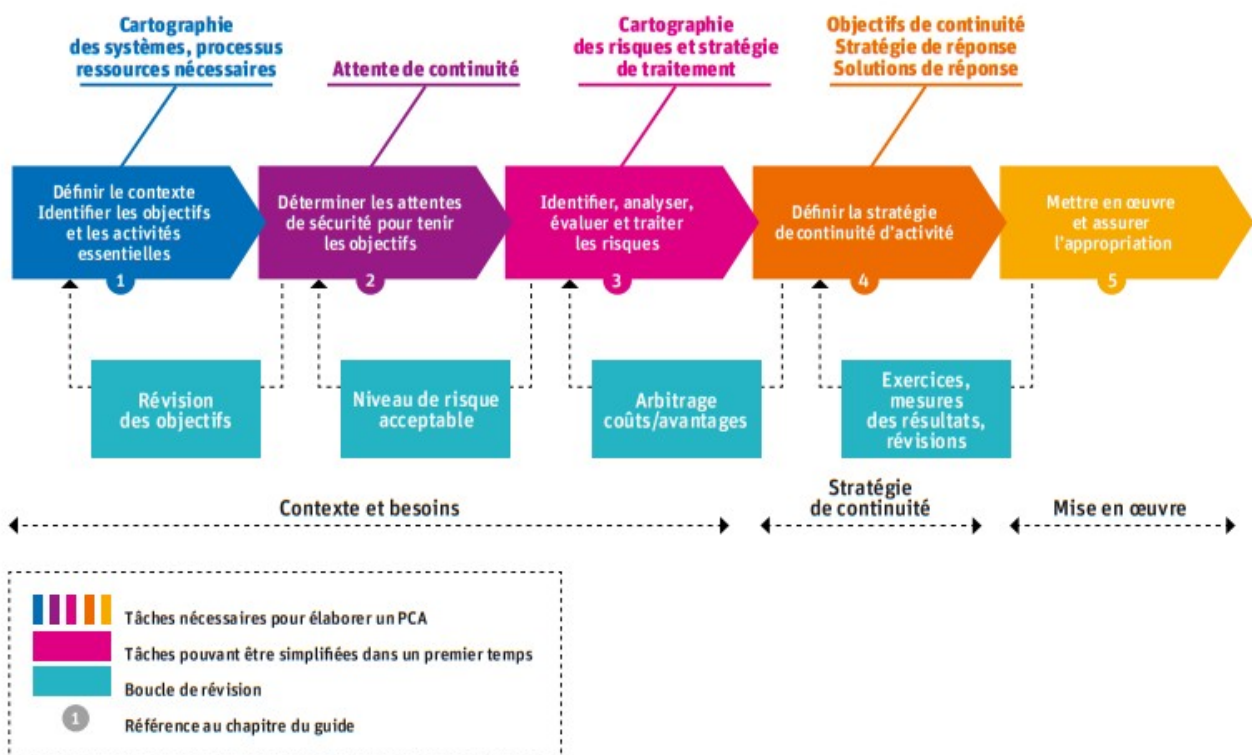 Cartographie
des systèmes, processus
ressources nécessaires
Attente de continuité
Cartographie
des risques et stratégie
de traitement
Objectifs de continuité
Stratégie de réponse
Solutions de réponse
Définir le contexte
Identifier les objectifs
et les activités
essentielles
1
Déterminer les attentes
de sécurité pour tenir
les objectifs
2
Identifier, analyser,
évaluer et traiter
les risques
3
Définir la stratégie
de continuité d'activité
4
Mettre en œuvre
et assurer
l'appropriation
5
Révision
des objectifs
Niveau de risque
acceptable
Arbitrage
coûts/avantages
Exercices,
mesures
des résultats,
révisions
Contexte et besoins
Stratégie
de continuité
Mise en œuvre
Tâches nécessaires pour élaborer un PCA
Tâches pouvant être simplifiées dans un premier temps
Boucle de révision
1 Référence au chapitre du guide